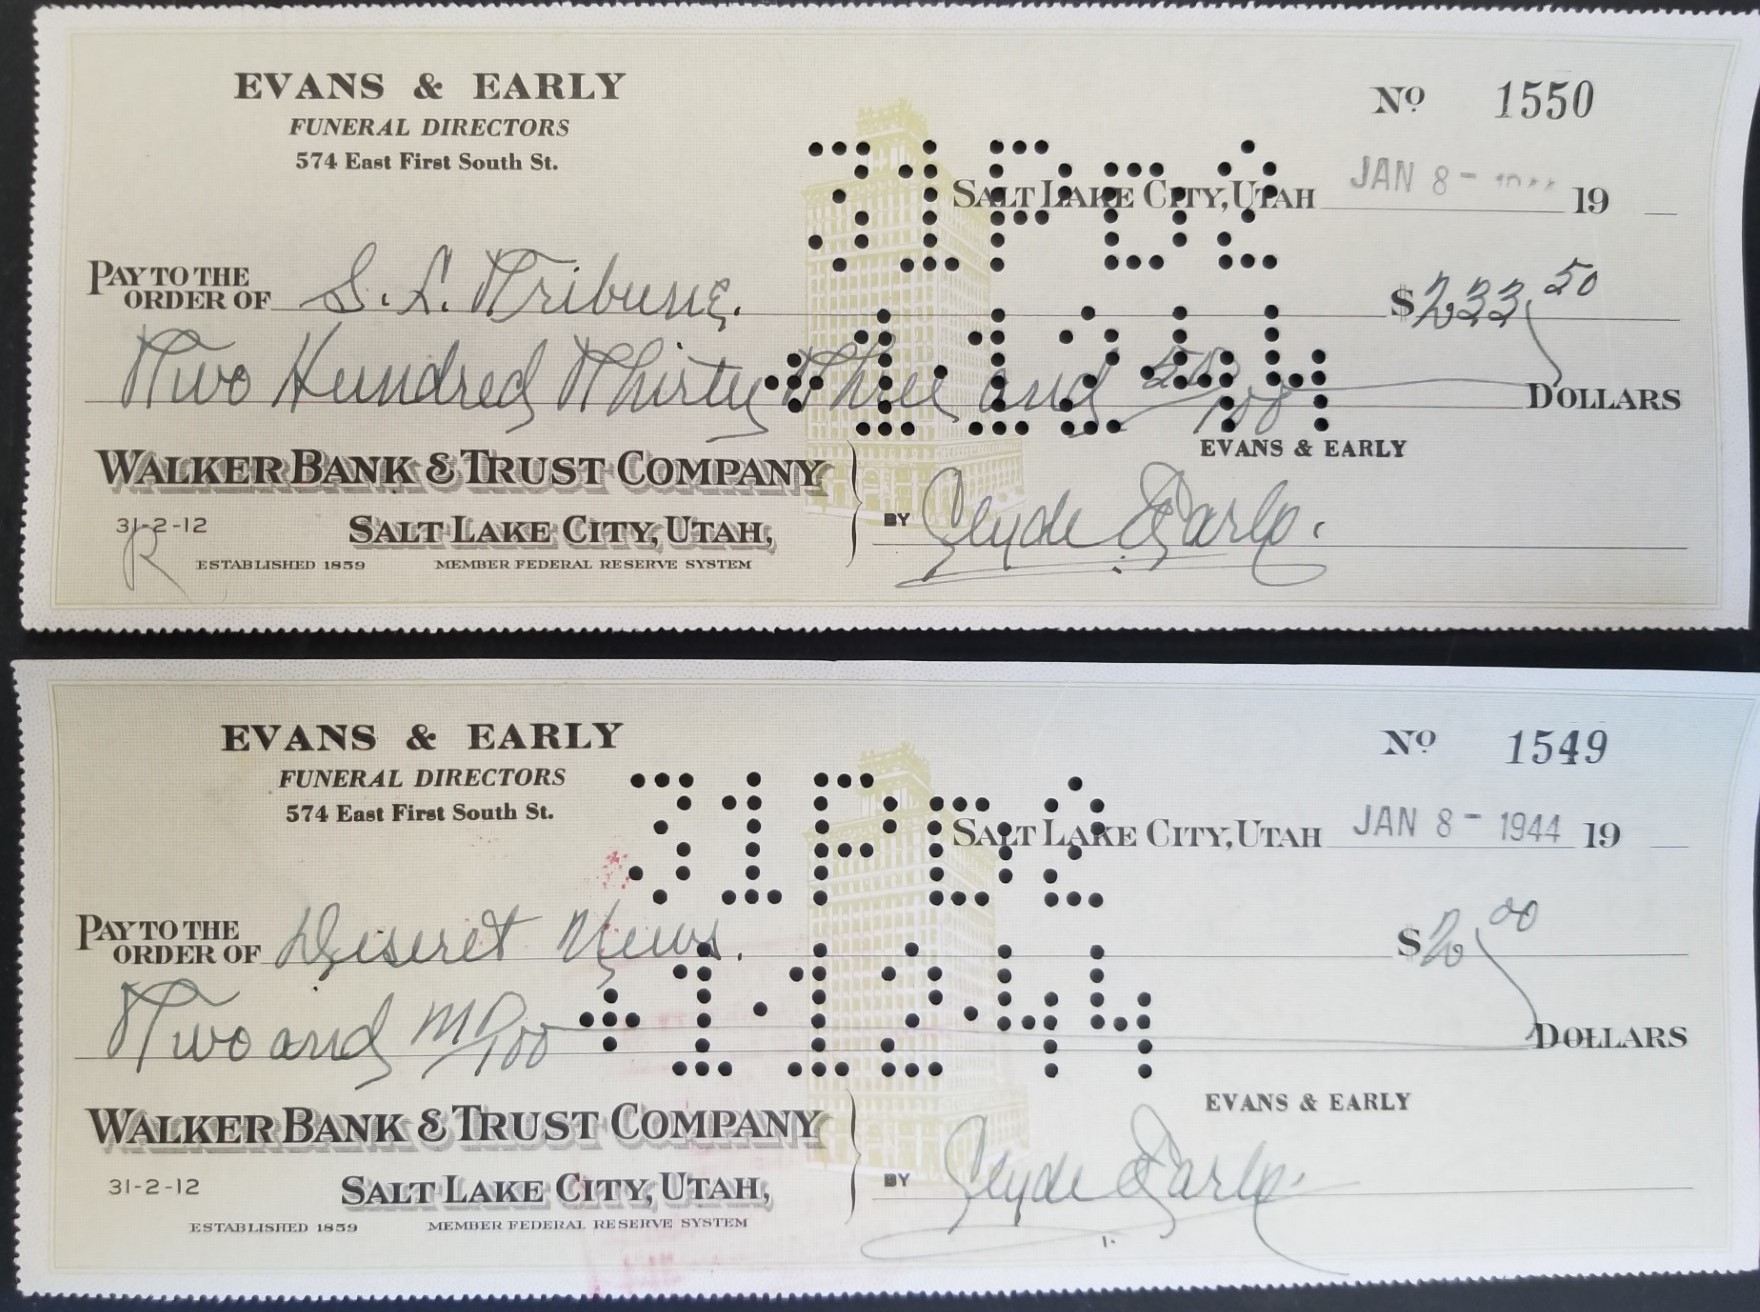 EVANS & EARLY
FUNERAL DIRECTORS
574 East First South St.
No 1550
SALT LAKE CITY, UTAH JAN 8 - 19
PAY TO THE ORDER OF S. L. Tribune. $233.50
Two Hundred Thirty Three and 50/100 DOLLARS
WALKER BANK & TRUST COMPANY
EVANS & EARLY
31-2-12 SALT LAKE CITY, UTAH, BY Clyde Early.
R
ESTABLISHED 1859 MEMBER FEDERAL RESERVE SYSTEM
EVANS & EARLY
FUNERAL DIRECTORS
574 East First South St.
No 1549
SALT LAKE CITY, UTAH JAN 8 - 1944 19
PAY TO THE ORDER OF Deseret News. $2.00
Two and no/100 DOLLARS
1·12·44
WALKER BANK & TRUST COMPANY
EVANS & EARLY
31-2-12 SALT LAKE CITY, UTAH, BY Clyde Early.
ESTABLISHED 1859 MEMBER FEDERAL RESERVE SYSTEM